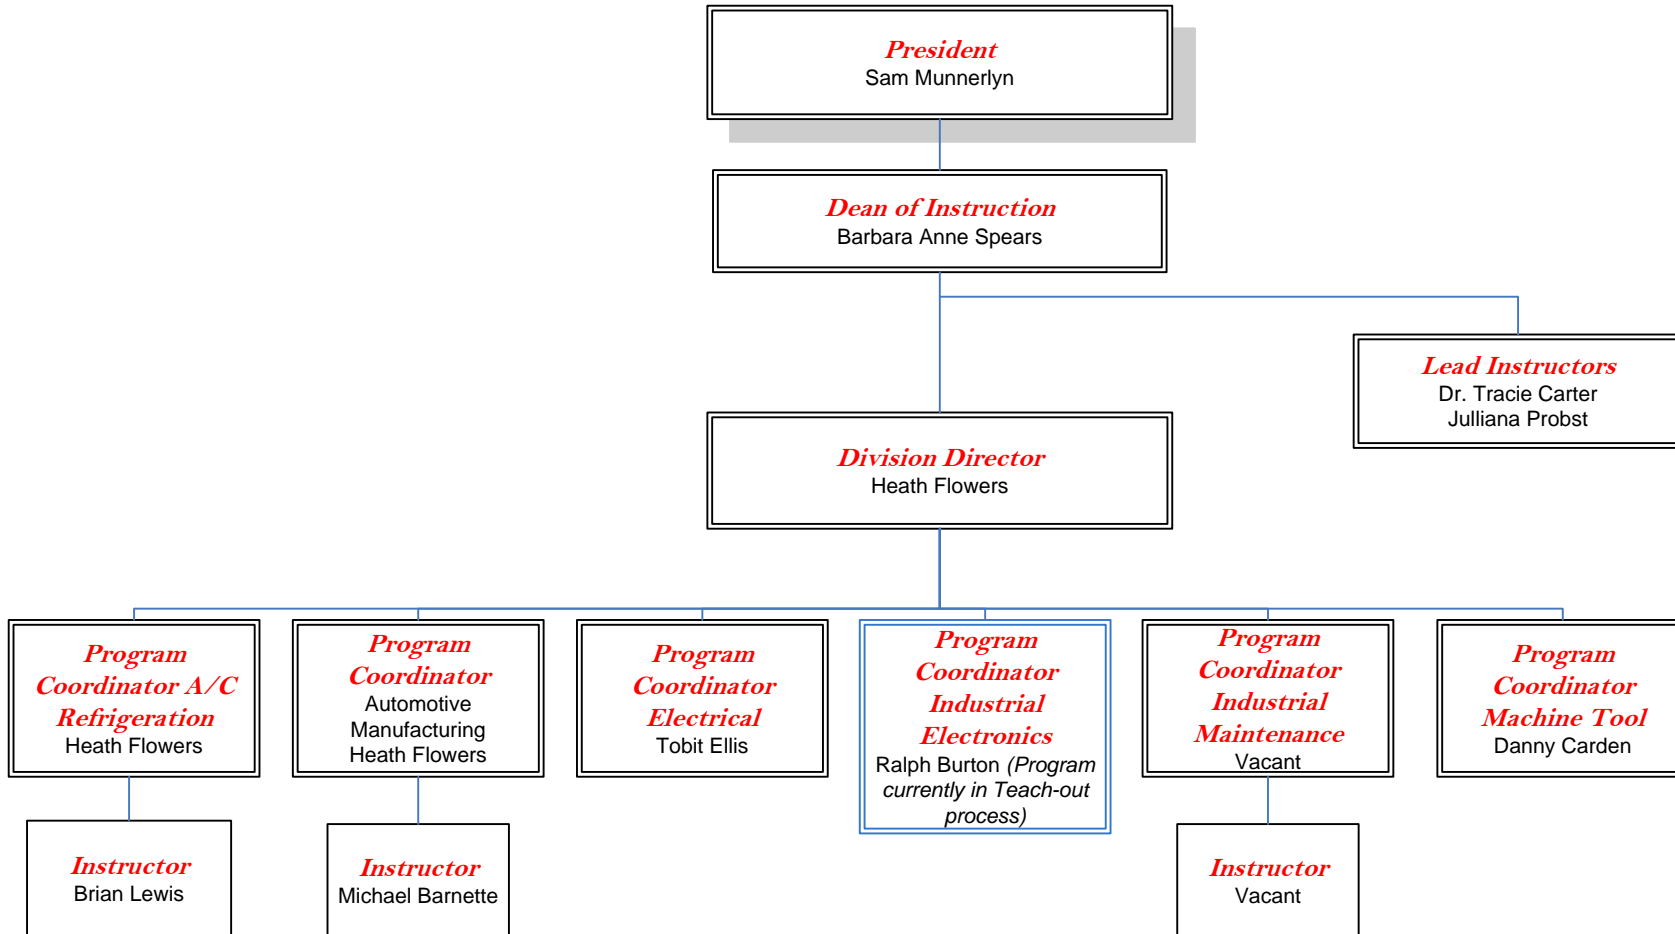 President
Sam Munnerlyn
Dean of Instruction
Barbara Anne Spears
Lead Instructors
Dr. Tracie Carter
Julliana Probst
Division Director
Heath Flowers
Program
Coordinator A/C
Refrigeration
Heath Flowers
Program
Coordinator
Automotive
Manufacturing
Heath Flowers
Program
Coordinator
Electrical
Tobit Ellis
Program
Coordinator
Industrial
Electronics
Ralph Burton (Program
currently in Teach-out
process)
Program
Coordinator
Industrial
Maintenance
Vacant
Program
Coordinator
Machine Tool
Danny Carden
Instructor
Brian Lewis
Instructor
Michael Barnette
Instructor
Vacant